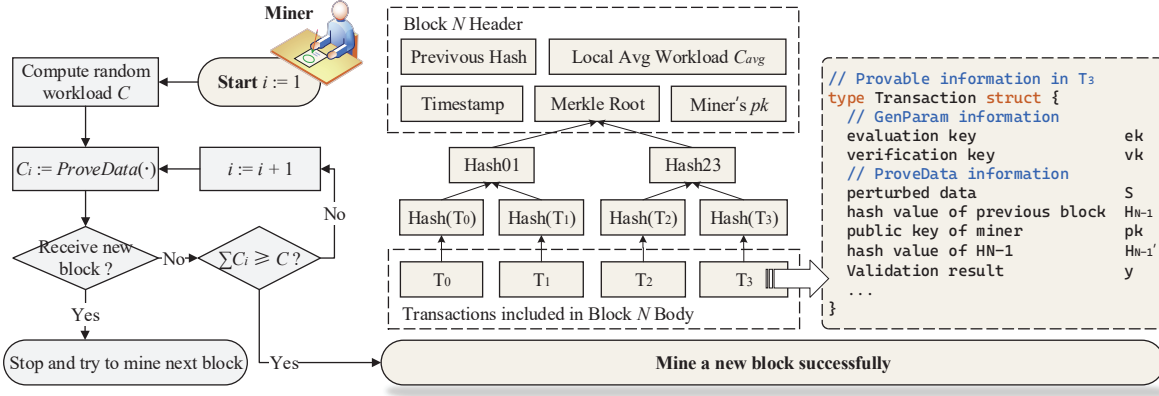 Miner
Start i := 1
Compute random
workload C
Cᵢ := ProveData(·)
i := i + 1
No
Receive new
block ?
No
∑Cᵢ ⩾ C ?
Yes
Yes
Stop and try to mine next block
Block N Header
Previvous Hash
Local Avg Workload Cavg
Timestamp
Merkle Root
Miner's pk
Hash01
Hash23
Hash(T₀)
Hash(T₁)
Hash(T₂)
Hash(T₃)
T₀
T₁
T₂
T₃
Transactions included in Block N Body
// Provable information in T₃
type Transaction struct {
// GenParam information
evaluation key ek
verification key vk
// ProveData information
perturbed data S
hash value of previous block Hₙ₋₁
public key of miner pk
hash value of HN-1 Hₙ₋₁'
Validation result y
...
}
Mine a new block successfully